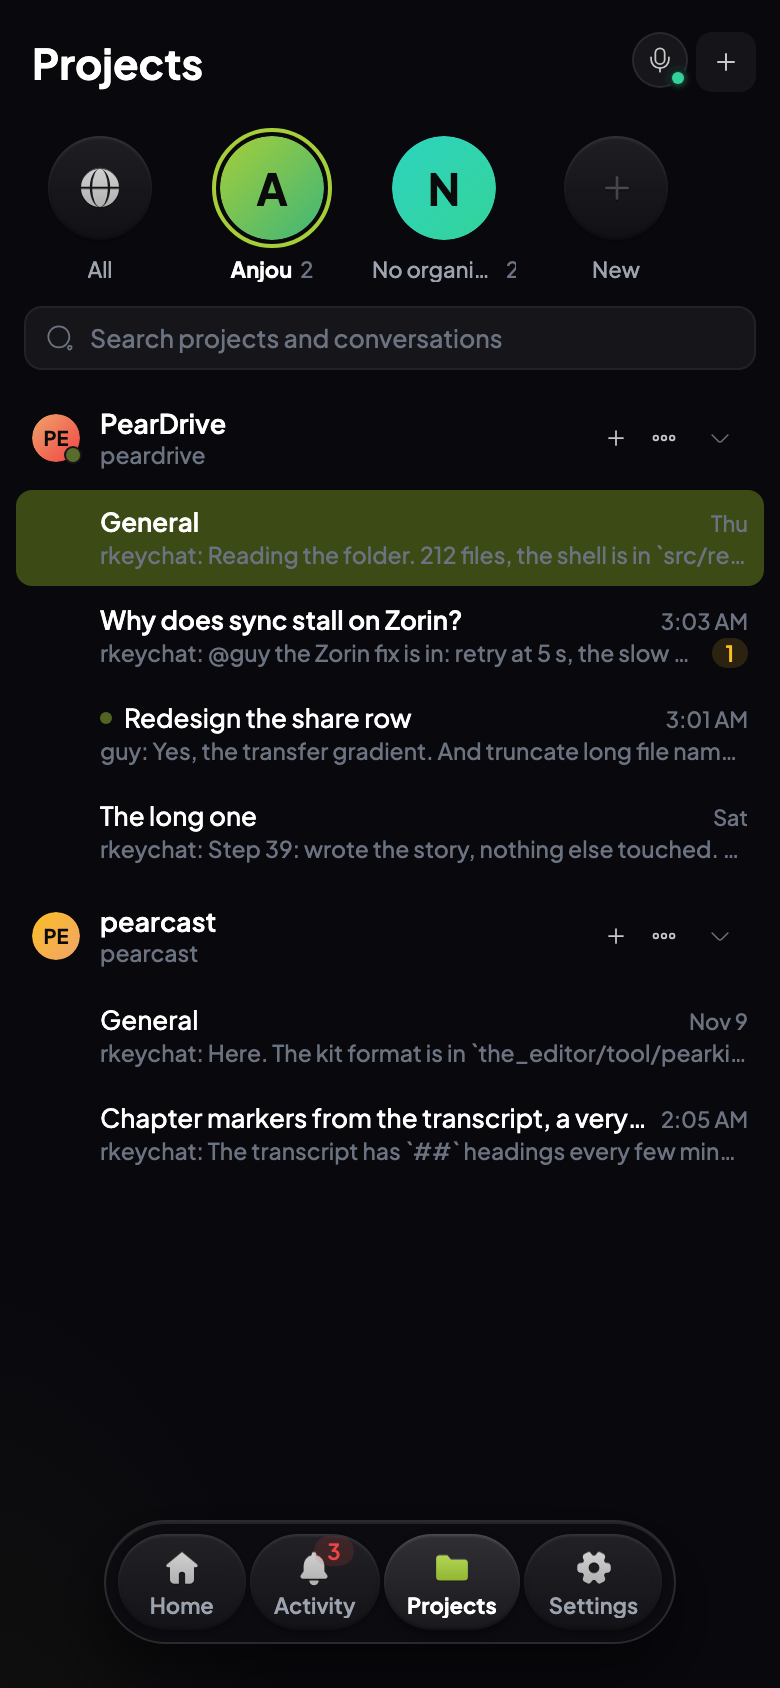 Projects
A
N
All
Anjou 2
No organi... 2
New
Search projects and conversations
PE
PearDrive
peardrive
General
Thu
rkeychat: Reading the folder. 212 files, the shell is in `src/re...
Why does sync stall on Zorin?
3:03 AM
rkeychat: @guy the Zorin fix is in: retry at 5 s, the slow ...
1
Redesign the share row
3:01 AM
guy: Yes, the transfer gradient. And truncate long file nam...
The long one
Sat
rkeychat: Step 39: wrote the story, nothing else touched. ...
PE
pearcast
pearcast
General
Nov 9
rkeychat: Here. The kit format is in `the_editor/tool/pearki...
Chapter markers from the transcript, a very...
2:05 AM
rkeychat: The transcript has `##` headings every few min...
3
Home
Activity
Projects
Settings